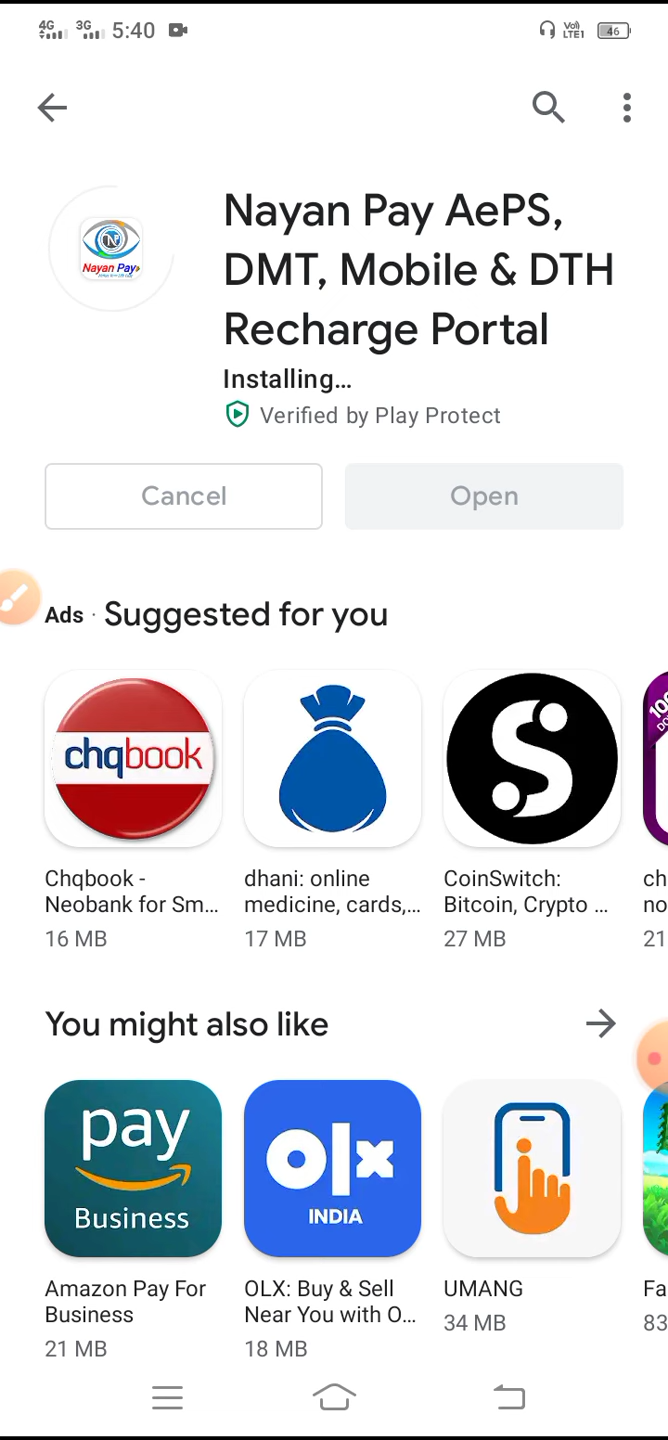 4G 3G 5:40 Vo) LTE1 46
Nayan Pay AePS,
DMT, Mobile & DTH
Recharge Portal
Installing…
Verified by Play Protect
Nayan Pay
Cancel Open
Ads · Suggested for you
chqbook
Chqbook - dhani: online CoinSwitch: ch
Neobank for Sm… medicine, cards,… Bitcoin, Crypto … no
16 MB 17 MB 27 MB 21
You might also like
pay
Business
olx
INDIA
Amazon Pay For OLX: Buy & Sell UMANG Fa
Business Near You with O… 34 MB 83
21 MB 18 MB